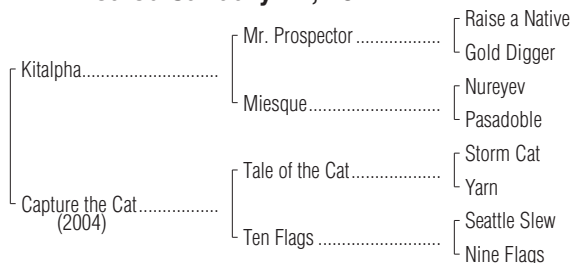 Raise a Native
Mr. Prospector
Gold Digger
Kitalpha
Nureyev
Miesque
Pasadoble
Storm Cat
Tale of the Cat
Yarn
Capture the Cat
(2004)
Seattle Slew
Ten Flags
Nine Flags